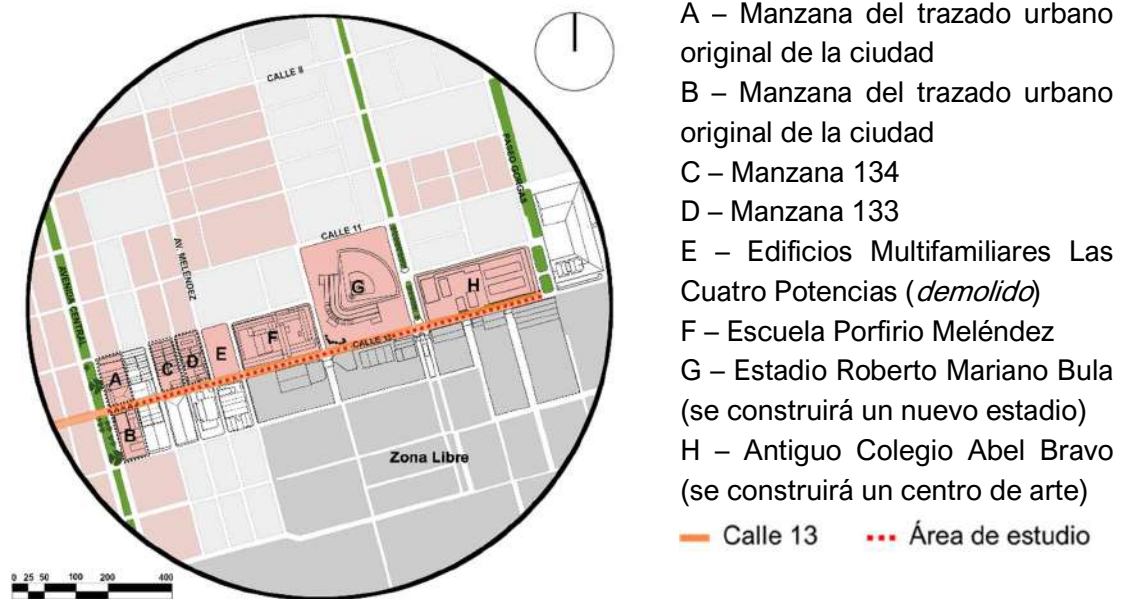 CALLE 8
PASEO GORGAS
CALLE 11
AV. MELÉNDEZ
AVENIDA CENTRAL
G
H
F
E
D
C
A
B
Zona Libre
0 25 50 100 200 400
A – Manzana del trazado urbano
original de la ciudad
B – Manzana del trazado urbano
original de la ciudad
C – Manzana 134
D – Manzana 133
E – Edificios Multifamiliares Las
Cuatro Potencias (demolido)
F – Escuela Porfirio Meléndez
G – Estadio Roberto Mariano Bula
(se construirá un nuevo estadio)
H – Antiguo Colegio Abel Bravo
(se construirá un centro de arte)
Calle 13 Área de estudio